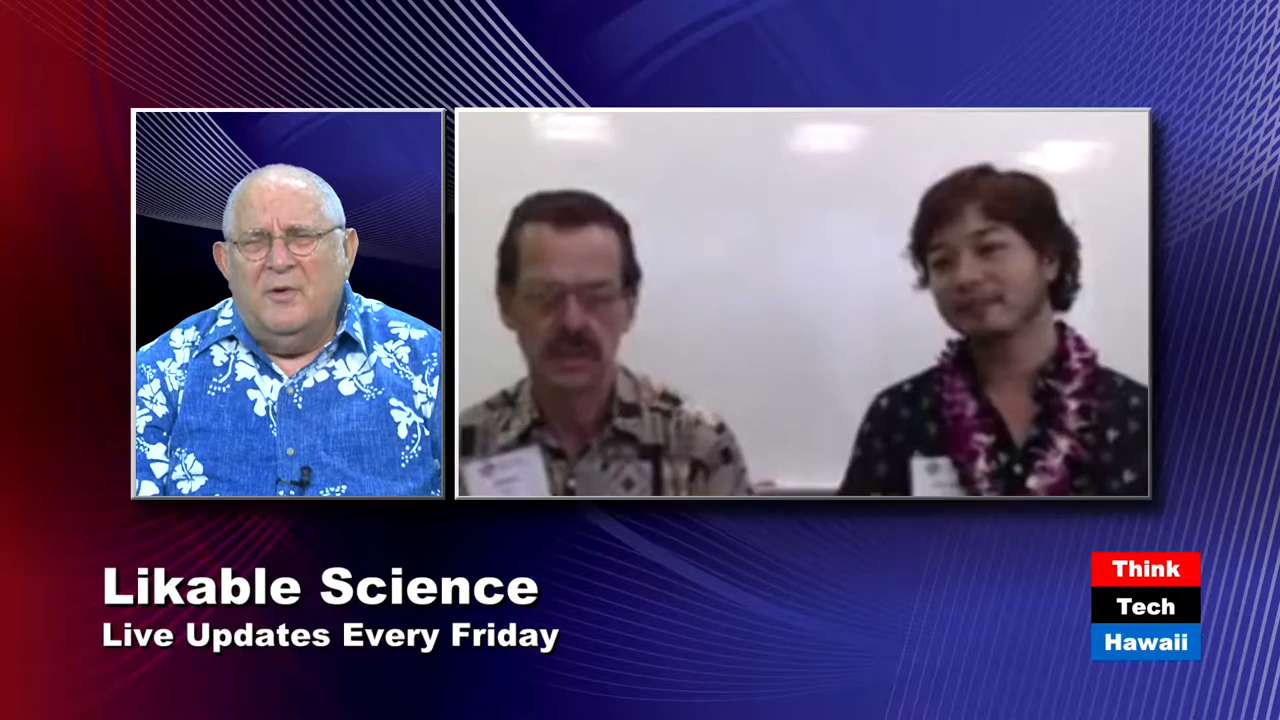 Likable Science
Live Updates Every Friday
Think
Tech
Hawaii